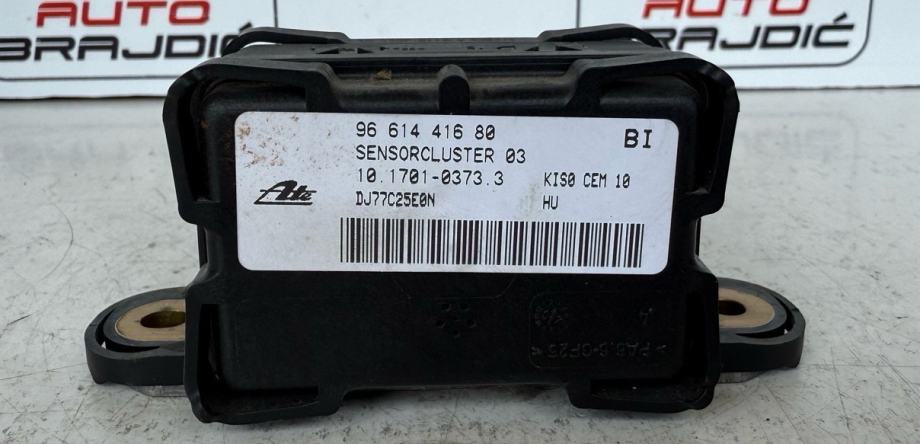 AUTO
BRAJDIĆ
AUTO
BRAJDIĆ
96 614 416 80
BI
SENSORCLUSTER 03
10.1701-0373.3
KIS0 CEM 10
Ate
DJ77C25E0N
HU